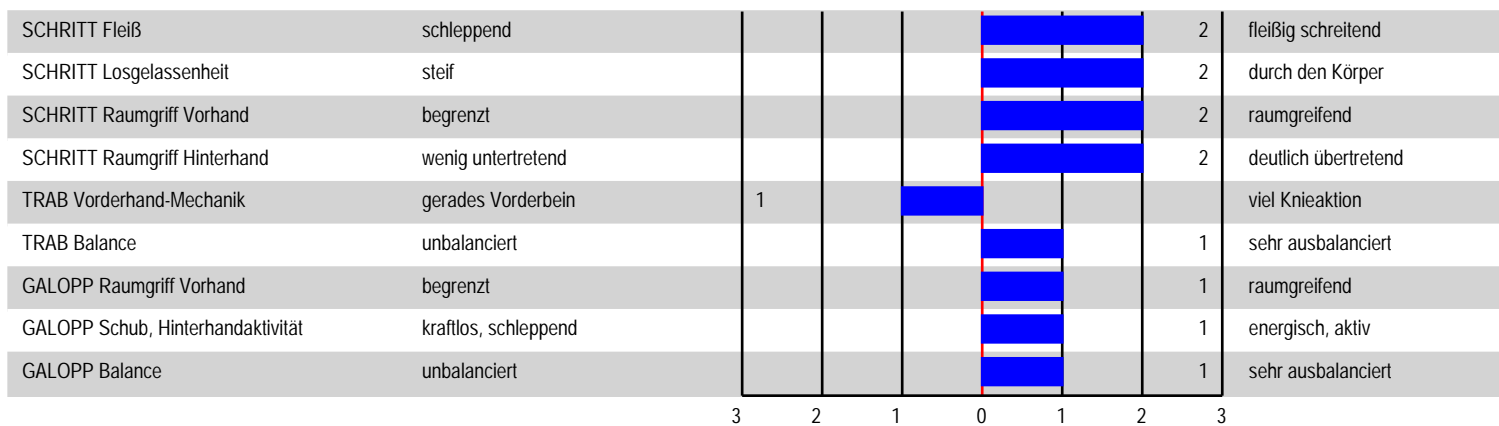 SCHRITT Fleiß schleppend 2 fleißig schreitend
SCHRITT Losgelassenheit steif 2 durch den Körper
SCHRITT Raumgriff Vorhand begrenzt 2 raumgreifend
SCHRITT Raumgriff Hinterhand wenig untertretend 2 deutlich übertretend
TRAB Vorderhand-Mechanik gerades Vorderbein 1 viel Knieaktion
TRAB Balance unbalanciert 1 sehr ausbalanciert
GALOPP Raumgriff Vorhand begrenzt 1 raumgreifend
GALOPP Schub, Hinterhandaktivität kraftlos, schleppend 1 energisch, aktiv
GALOPP Balance unbalanciert 1 sehr ausbalanciert
3 2 1 0 1 2 3